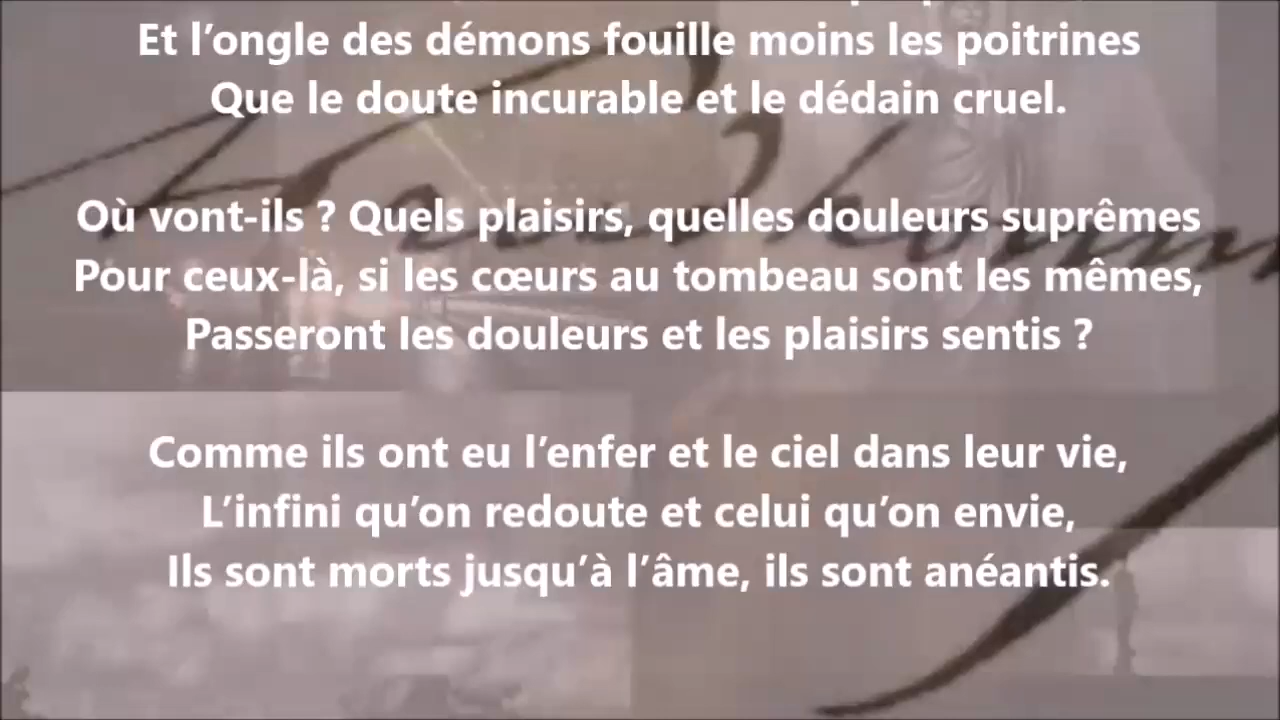 Et l’ongle des démons fouille moins les poitrines
Que le doute incurable et le dédain cruel.
Où vont-ils ? Quels plaisirs, quelles douleurs suprêmes
Pour ceux-là, si les cœurs au tombeau sont les mêmes,
Passeront les douleurs et les plaisirs sentis ?
Comme ils ont eu l’enfer et le ciel dans leur vie,
L’infini qu’on redoute et celui qu’on envie,
Ils sont morts jusqu’à l’âme, ils sont anéantis.